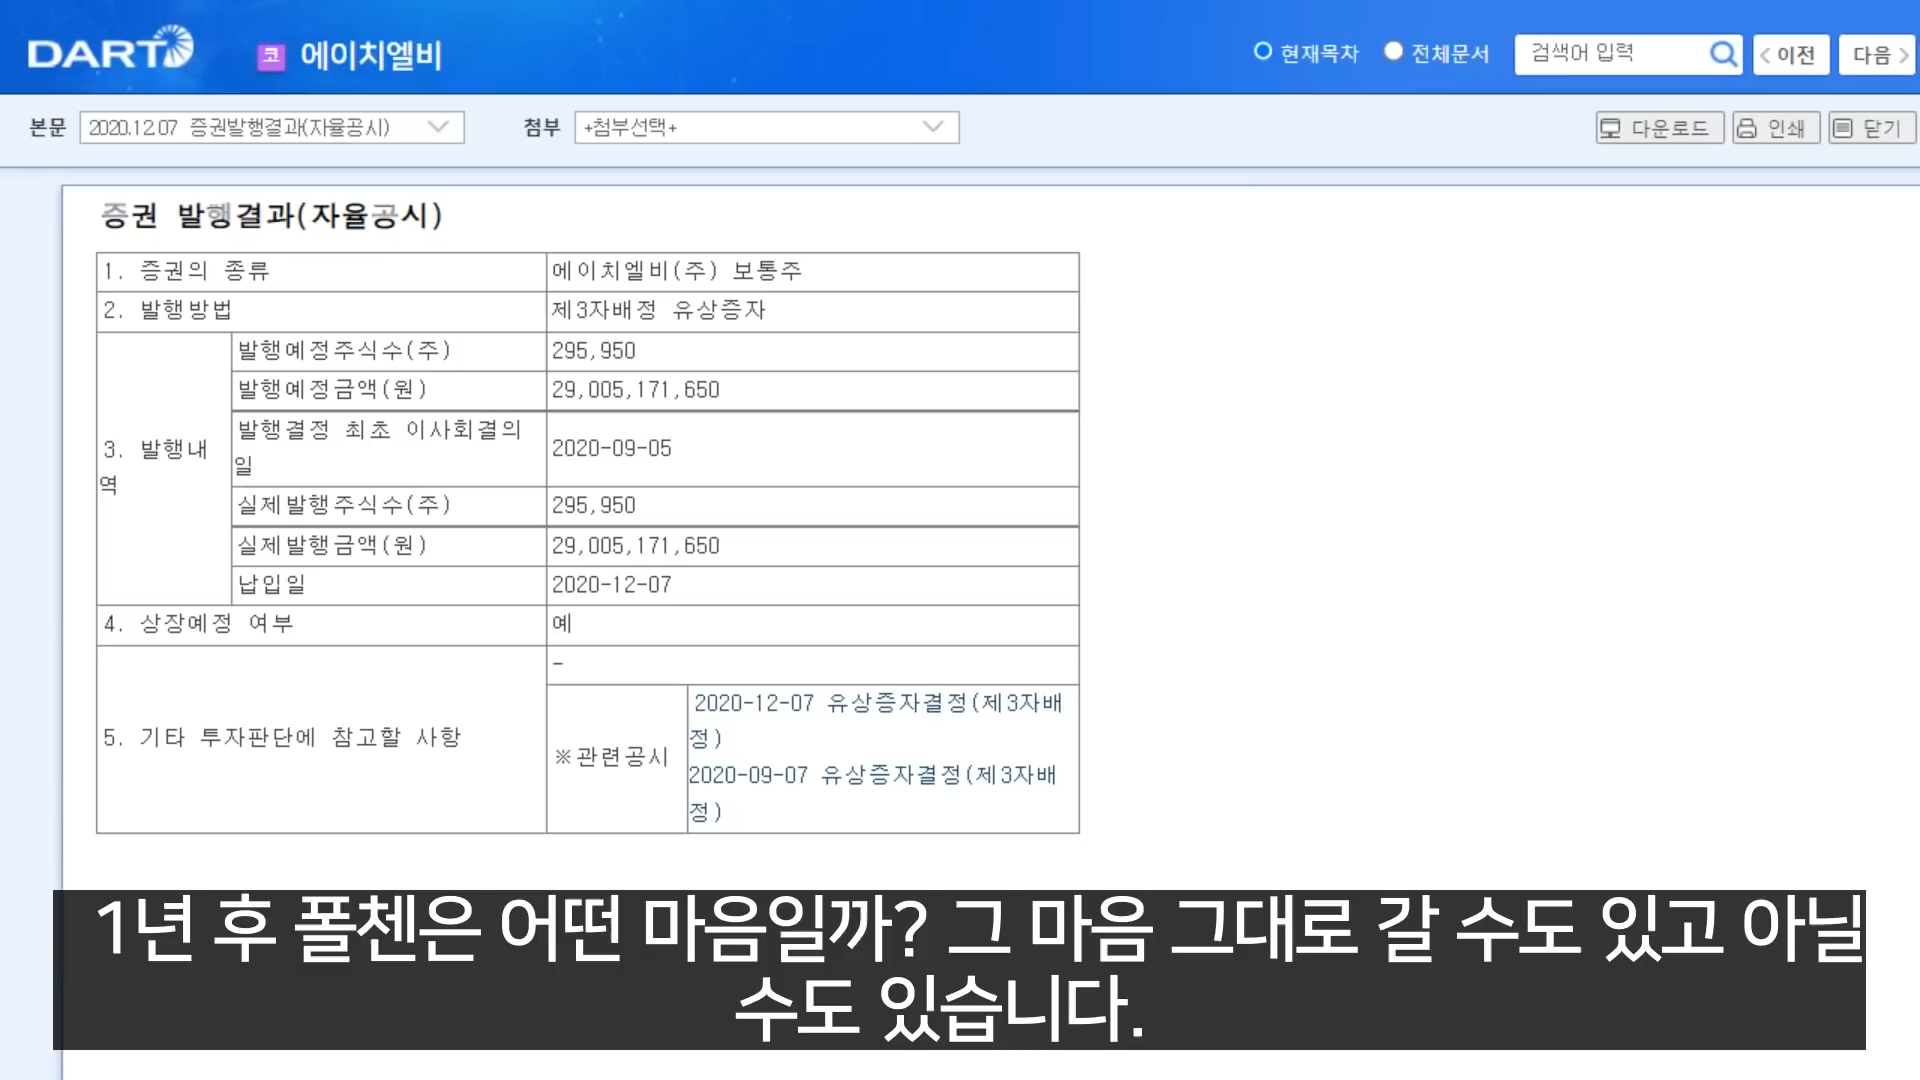 DART 코 에이치엘비 현재목차 전체문서 검색어 입력 < 이전 다음 >
본문 2020.12.07 증권발행결과(자율공시) 첨부 +첨부선택+ 다운로드 인쇄 닫기
증권 발행결과(자율공시)
1. 증권의 종류 에이치엘비(주) 보통주
2. 발행방법 제3자배정 유상증자
3. 발행내
역
발행예정주식수(주) 295,950
발행예정금액(원) 29,005,171,650
발행결정 최초 이사회결의
일
2020-09-05
실제발행주식수(주) 295,950
실제발행금액(원) 29,005,171,650
납입일 2020-12-07
4. 상장예정 여부 예
5. 기타 투자판단에 참고할 사항
-
※관련공시
2020-12-07 유상증자결정(제3자배
정)
2020-09-07 유상증자결정(제3자배
정)
1년 후 폴첸은 어떤 마음일까? 그 마음 그대로 갈 수도 있고 아닐
수도 있습니다.